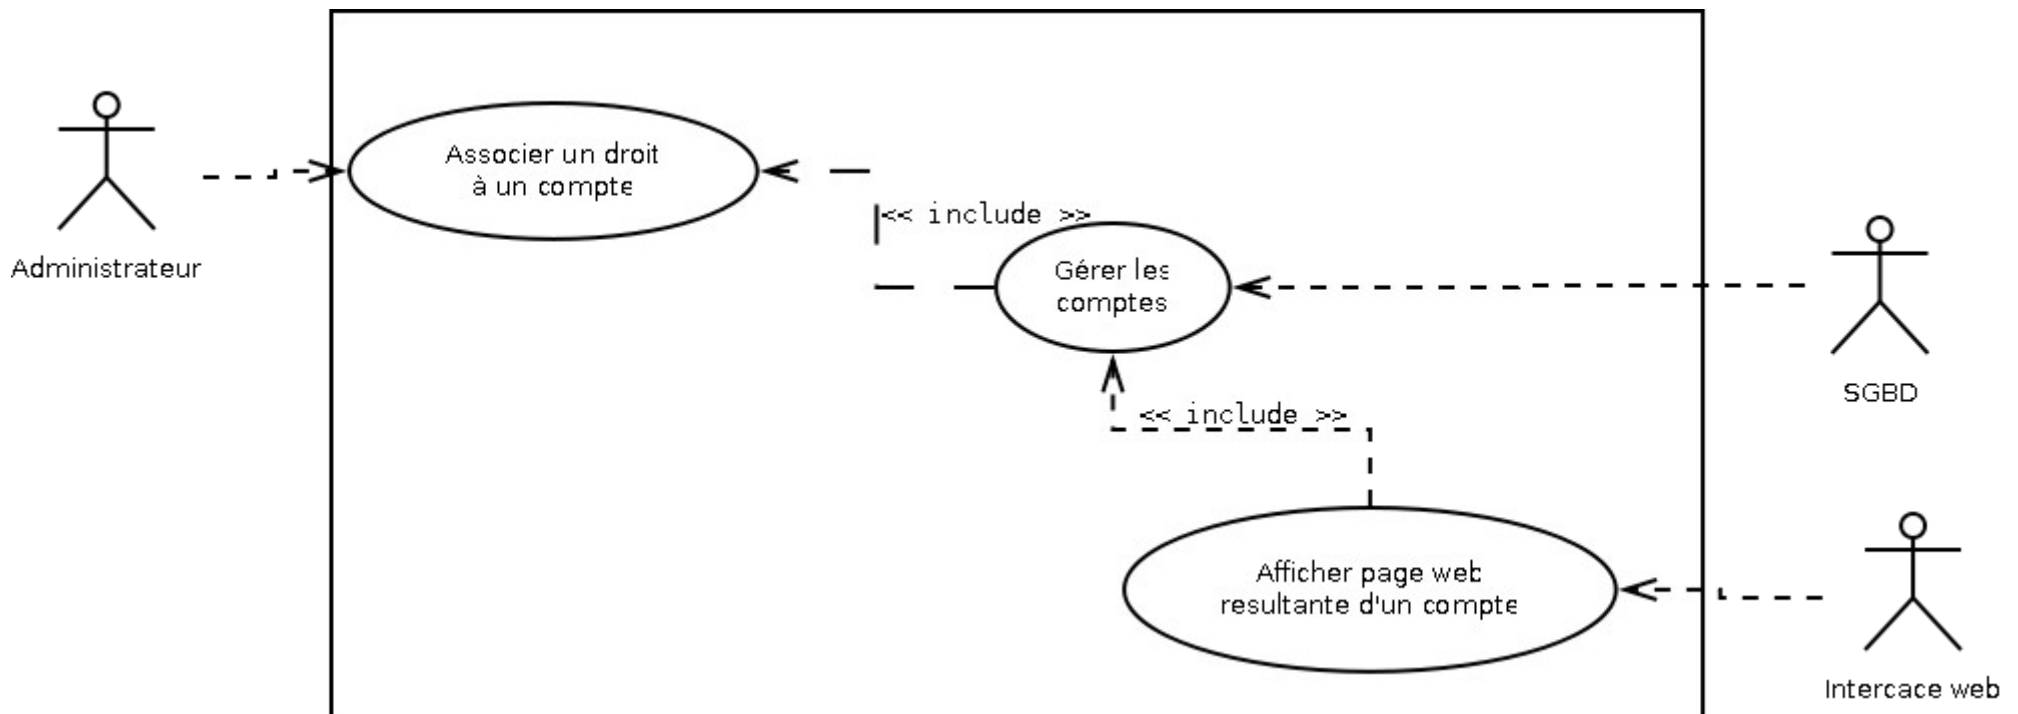 Associer un droit
à un compte
Administrateur
<< include >>
Gérer les
comptes
SGBD
<< include >>
Afficher page web
resultante d'un compte
Intercace web